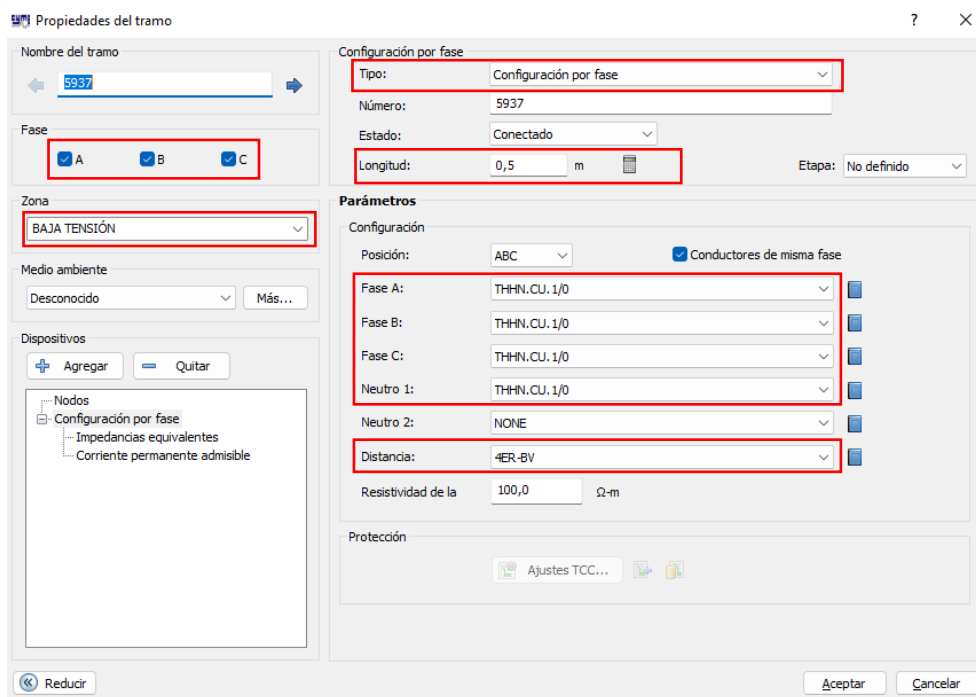 Propiedades del tramo
?
Nombre del tramo
5937
Fase
A B C
Zona
BAJA TENSIÓN
Medio ambiente
Desconocido Más...
Dispositivos
Agregar Quitar
Nodos
Configuración por fase
Impedancias equivalentes
Corriente permanente admisible
Reducir
Configuración por fase
Tipo: Configuración por fase
Número: 5937
Estado: Conectado
Longitud: 0,5 m Etapa: No definido
Parámetros
Configuración
Posición: ABC Conductores de misma fase
Fase A: THHN.CU.1/0
Fase B: THHN.CU.1/0
Fase C: THHN.CU.1/0
Neutro 1: THHN.CU.1/0
Neutro 2: NONE
Distancia: 4ER-BV
Resistividad de la 100,0 Ω-m
Protección
Ajustes TCC...
Aceptar Cancelar